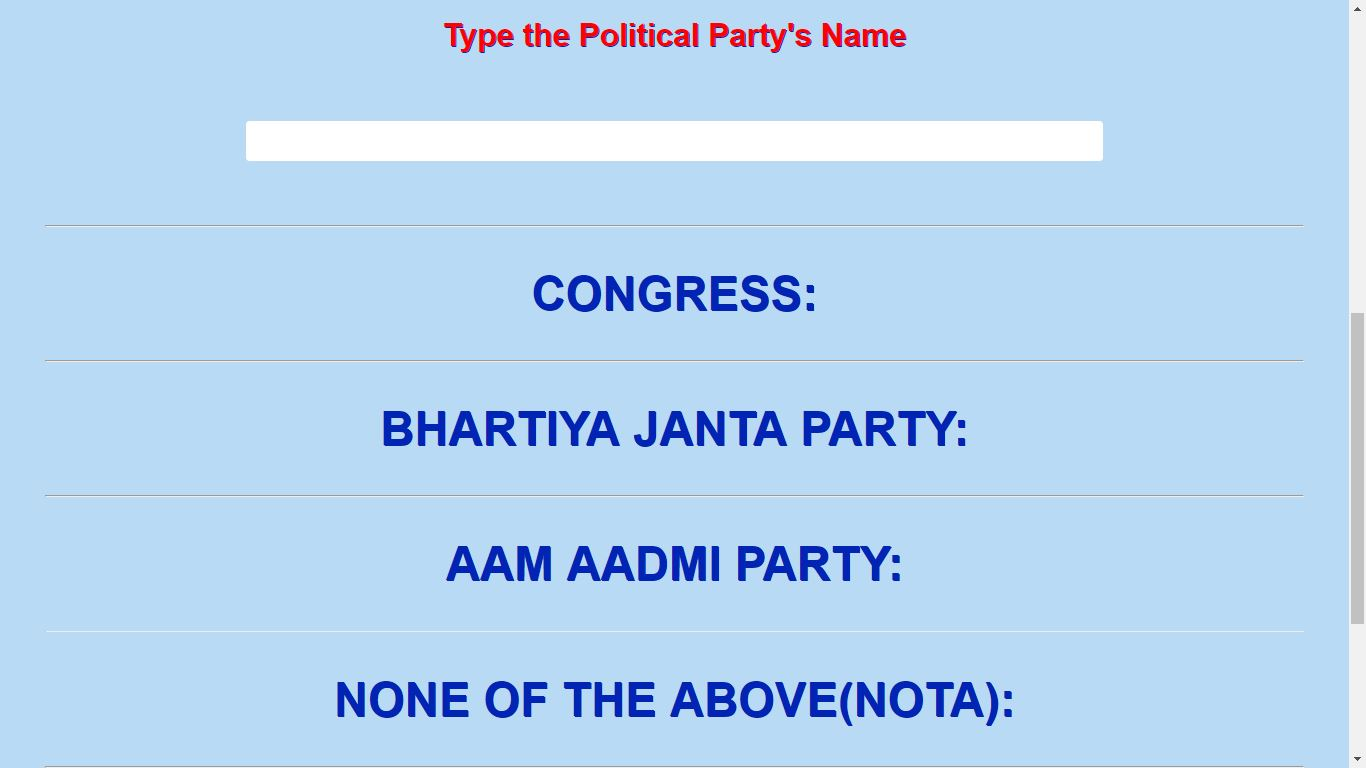 Type the Political Party's Name
CONGRESS:
BHARTIYA JANTA PARTY:
AAM AADMI PARTY:
NONE OF THE ABOVE(NOTA):